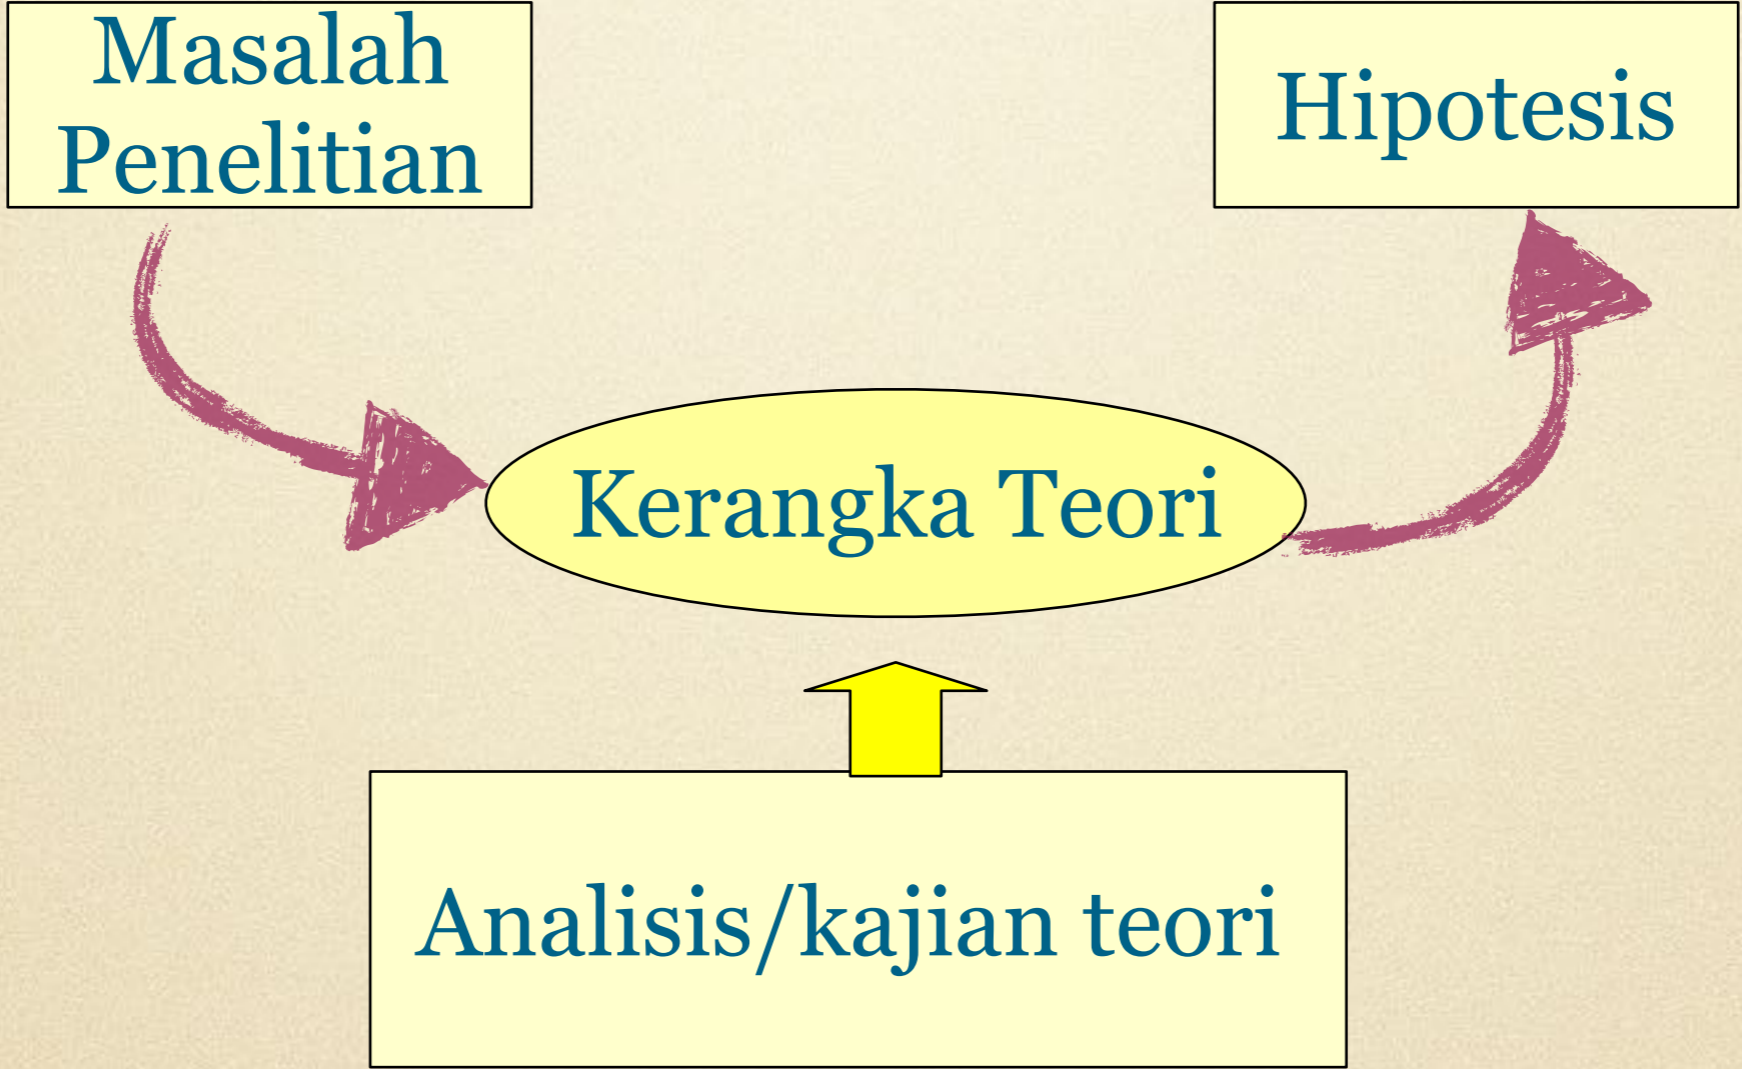 Masalah
Penelitian
Hipotesis
Kerangka Teori
Analisis/kajian teori